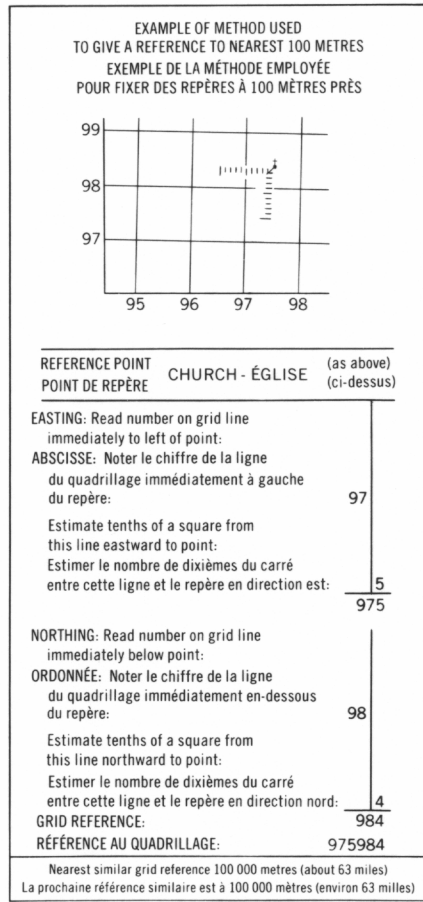 EXAMPLE OF METHOD USED
TO GIVE A REFERENCE TO NEAREST 100 METRES
EXEMPLE DE LA MÉTHODE EMPLOYÉE
POUR FIXER DES REPÈRES À 100 MÈTRES PRÈS
99
98
97
95 96 97 98
REFERENCE POINT
POINT DE REPÈRE
CHURCH - ÉGLISE
(as above)
(ci-dessus)
EASTING: Read number on grid line
immediately to left of point:
ABSCISSE: Noter le chiffre de la ligne
du quadrillage immédiatement à gauche
du repère: 97
Estimate tenths of a square from
this line eastward to point:
Estimer le nombre de dixièmes du carré
entre cette ligne et le repère en direction est: 5
975
NORTHING: Read number on grid line
immediately below point:
ORDONNÉE: Noter le chiffre de la ligne
du quadrillage immédiatement en-dessous
du repère: 98
Estimate tenths of a square from
this line northward to point:
Estimer le nombre de dixièmes du carré
entre cette ligne et le repère en direction nord: 4
GRID REFERENCE: 984
RÉFÉRENCE AU QUADRILLAGE: 975984
Nearest similar grid reference 100 000 metres (about 63 miles)
La prochaine référence similaire est à 100 000 mètres (environ 63 milles)